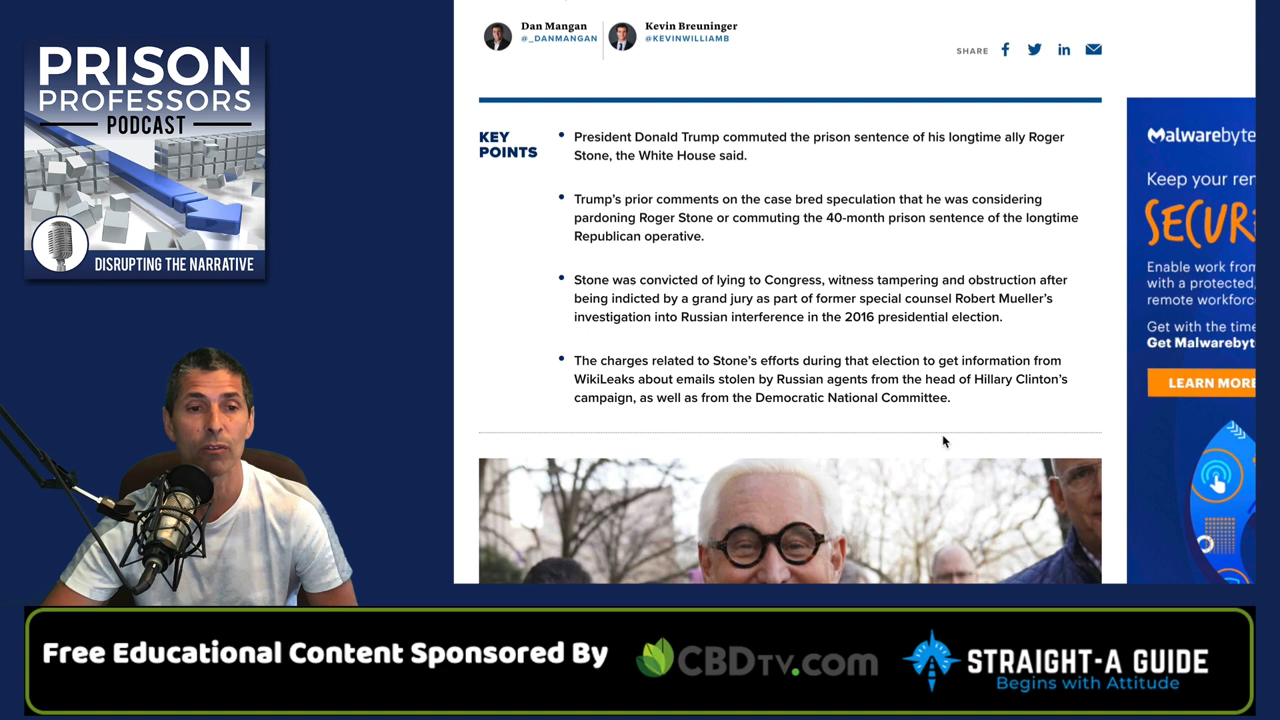 PRISON
PROFESSORS
PODCAST
DISRUPTING THE NARRATIVE
Dan Mangan
@_DANMANGAN
Kevin Breuninger
@KEVINWILLIAMB
SHARE
KEY
POINTS
President Donald Trump commuted the prison sentence of his longtime ally Roger
Stone, the White House said.
Trump’s prior comments on the case bred speculation that he was considering
pardoning Roger Stone or commuting the 40-month prison sentence of the longtime
Republican operative.
Stone was convicted of lying to Congress, witness tampering and obstruction after
being indicted by a grand jury as part of former special counsel Robert Mueller’s
investigation into Russian interference in the 2016 presidential election.
The charges related to Stone’s efforts during that election to get information from
WikiLeaks about emails stolen by Russian agents from the head of Hillary Clinton’s
campaign, as well as from the Democratic National Committee.
Malwarebyte
Keep your rer
SECUR
Enable work from
with a protected,
remote workforc
Get with the time
Get Malwarebyt
LEARN MORE
Free Educational Content Sponsored By
CBDTV.com
STRAIGHT-A GUIDE
Begins with Attitude